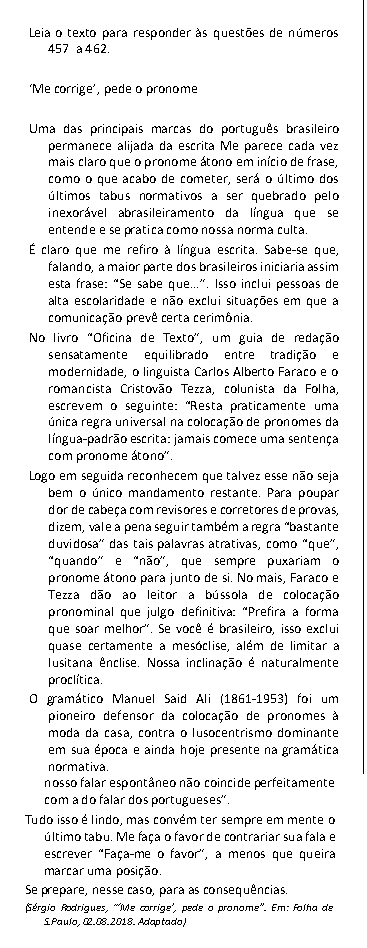 Leia o texto para responder às questões de números
457 a 462.
‘Me corrige’, pede o pronome
Uma das principais marcas do português brasileiro
permanece alijada da escrita Me parece cada vez
mais claro que o pronome átono em início de frase,
como o que acabo de cometer, será o último dos
últimos tabus normativos a ser quebrado pelo
inexorável abrasileiramento da língua que se
entende e se pratica como nossa norma culta.
É claro que me refiro à língua escrita. Sabe-se que,
falando, a maior parte dos brasileiros iniciaria assim
esta frase: “Se sabe que...”. Isso inclui pessoas de
alta escolaridade e não exclui situações em que a
comunicação prevê certa cerimônia.
No livro “Oficina de Texto”, um guia de redação
sensatamente equilibrado entre tradição e
modernidade, o linguista Carlos Alberto Faraco e o
romancista Cristovão Tezza, colunista da Folha,
escrevem o seguinte: “Resta praticamente uma
única regra universal na colocação de pronomes da
língua-padrão escrita: jamais comece uma sentença
com pronome átono”.
Logo em seguida reconhecem que talvez esse não seja
bem o único mandamento restante. Para poupar
dor de cabeça com revisores e corretores de provas,
dizem, vale a pena seguir também a regra “bastante
duvidosa” das tais palavras atrativas, como “que”,
“quando” e “não”, que sempre puxariam o
pronome átono para junto de si. No mais, Faraco e
Tezza dão ao leitor a bússola de colocação
pronominal que julgo definitiva: “Prefira a forma
que soar melhor”. Se você é brasileiro, isso exclui
quase certamente a mesóclise, além de limitar a
lusitana ênclise. Nossa inclinação é naturalmente
proclítica.
O gramático Manuel Said Ali (1861-1953) foi um
pioneiro defensor da colocação de pronomes à
moda da casa, contra o lusocentrismo dominante
em sua época e ainda hoje presente na gramática
normativa.
nosso falar espontâneo não coincide perfeitamente
com a do falar dos portugueses”.
Tudo isso é lindo, mas convém ter sempre em mente o
último tabu. Me faça o favor de contrariar sua fala e
escrever “Faça-me o favor”, a menos que queira
marcar uma posição.
Se prepare, nesse caso, para as consequências.
(Sérgio Rodrigues, “‘Me corrige’, pede o pronome”. Em: Folha de
S.Paulo, 02.08.2018. Adaptado)